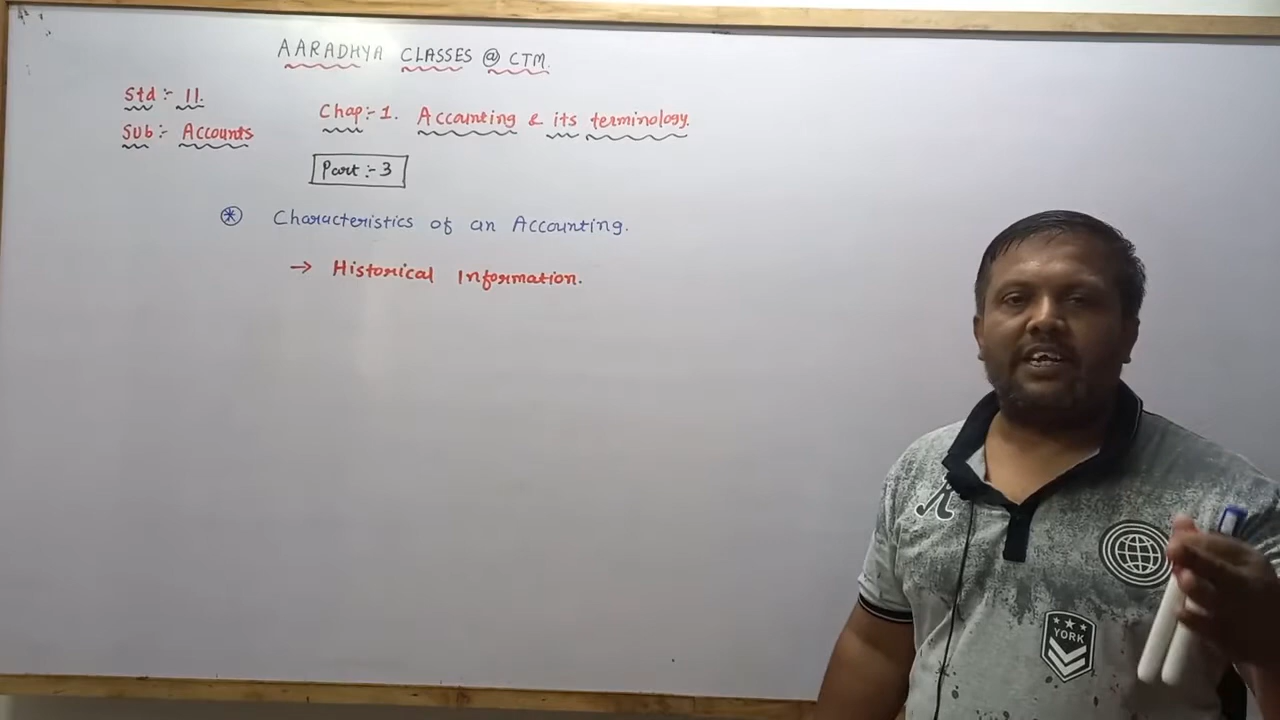 AARADHYA CLASSES @ CTM.
Std :- 11.
Sub :- Accounts
Chap :- 1. Accounting & its terminology.
Part :- 3
* Characteristics of an Accounting.
→ Historical Information.
YORK